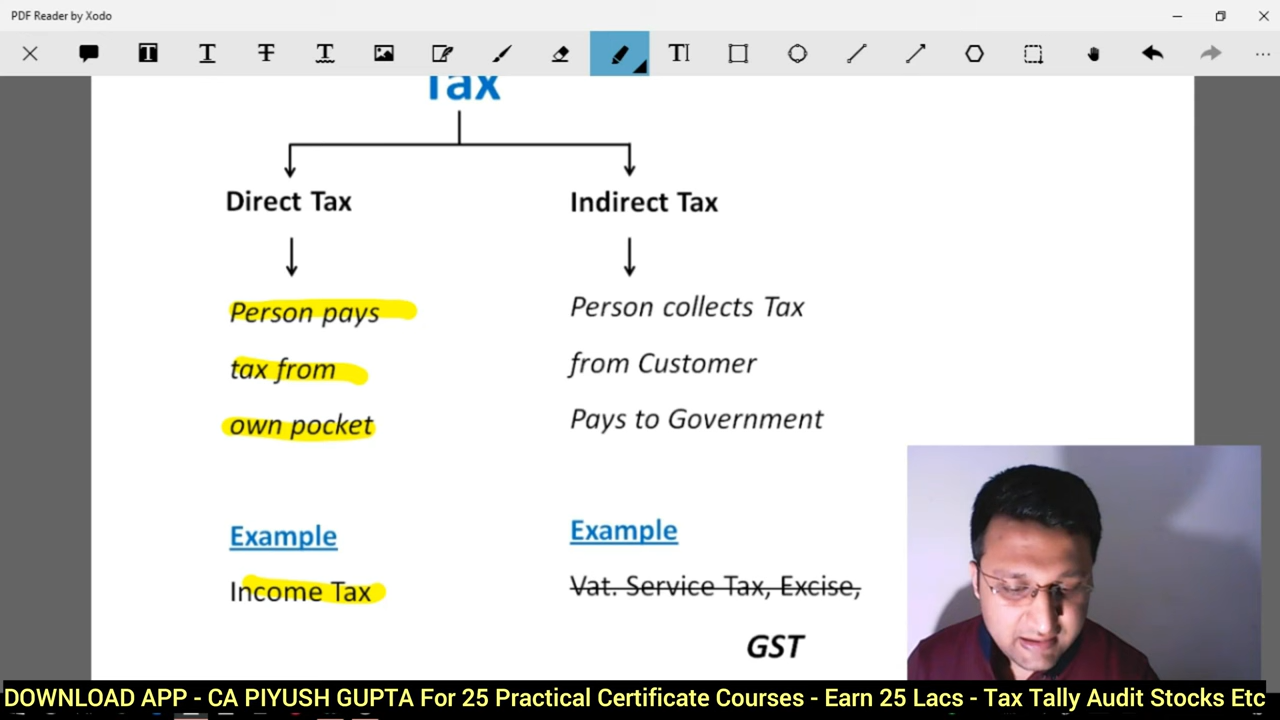 PDF Reader by Xodo
Tax
Direct Tax
Indirect Tax
Person pays
tax from
own pocket
Person collects Tax
from Customer
Pays to Government
Example
Income Tax
Example
Vat. Service Tax, Excise,
GST
DOWNLOAD APP - CA PIYUSH GUPTA For 25 Practical Certificate Courses - Earn 25 Lacs - Tax Tally Audit Stocks Etc